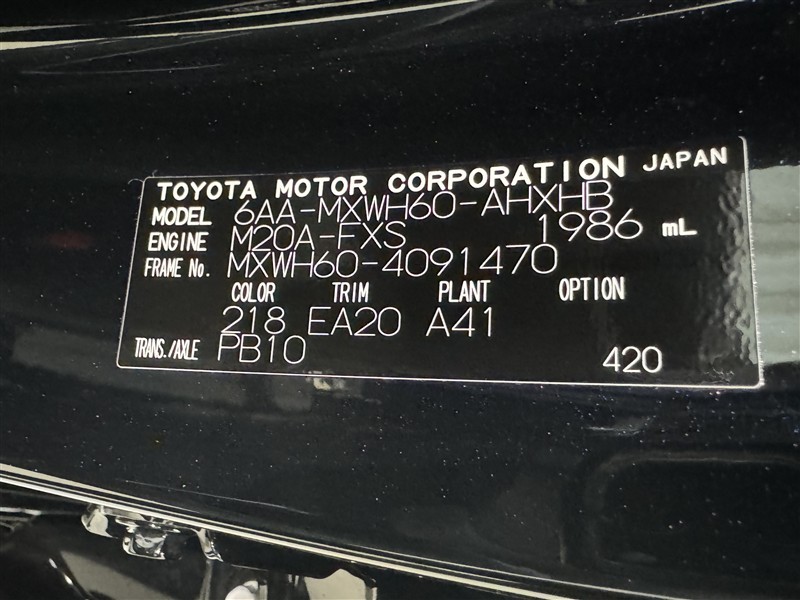 TOYOTA MOTOR CORPORATION JAPAN
MODEL 6AA-MXWH60-AHXHB
ENGINE M20A-FXS 1986 mL
FRAME No. MXWH60-4091470
COLOR TRIM PLANT OPTION
218 EA20 A41
TRANS./AXLE PB10 420